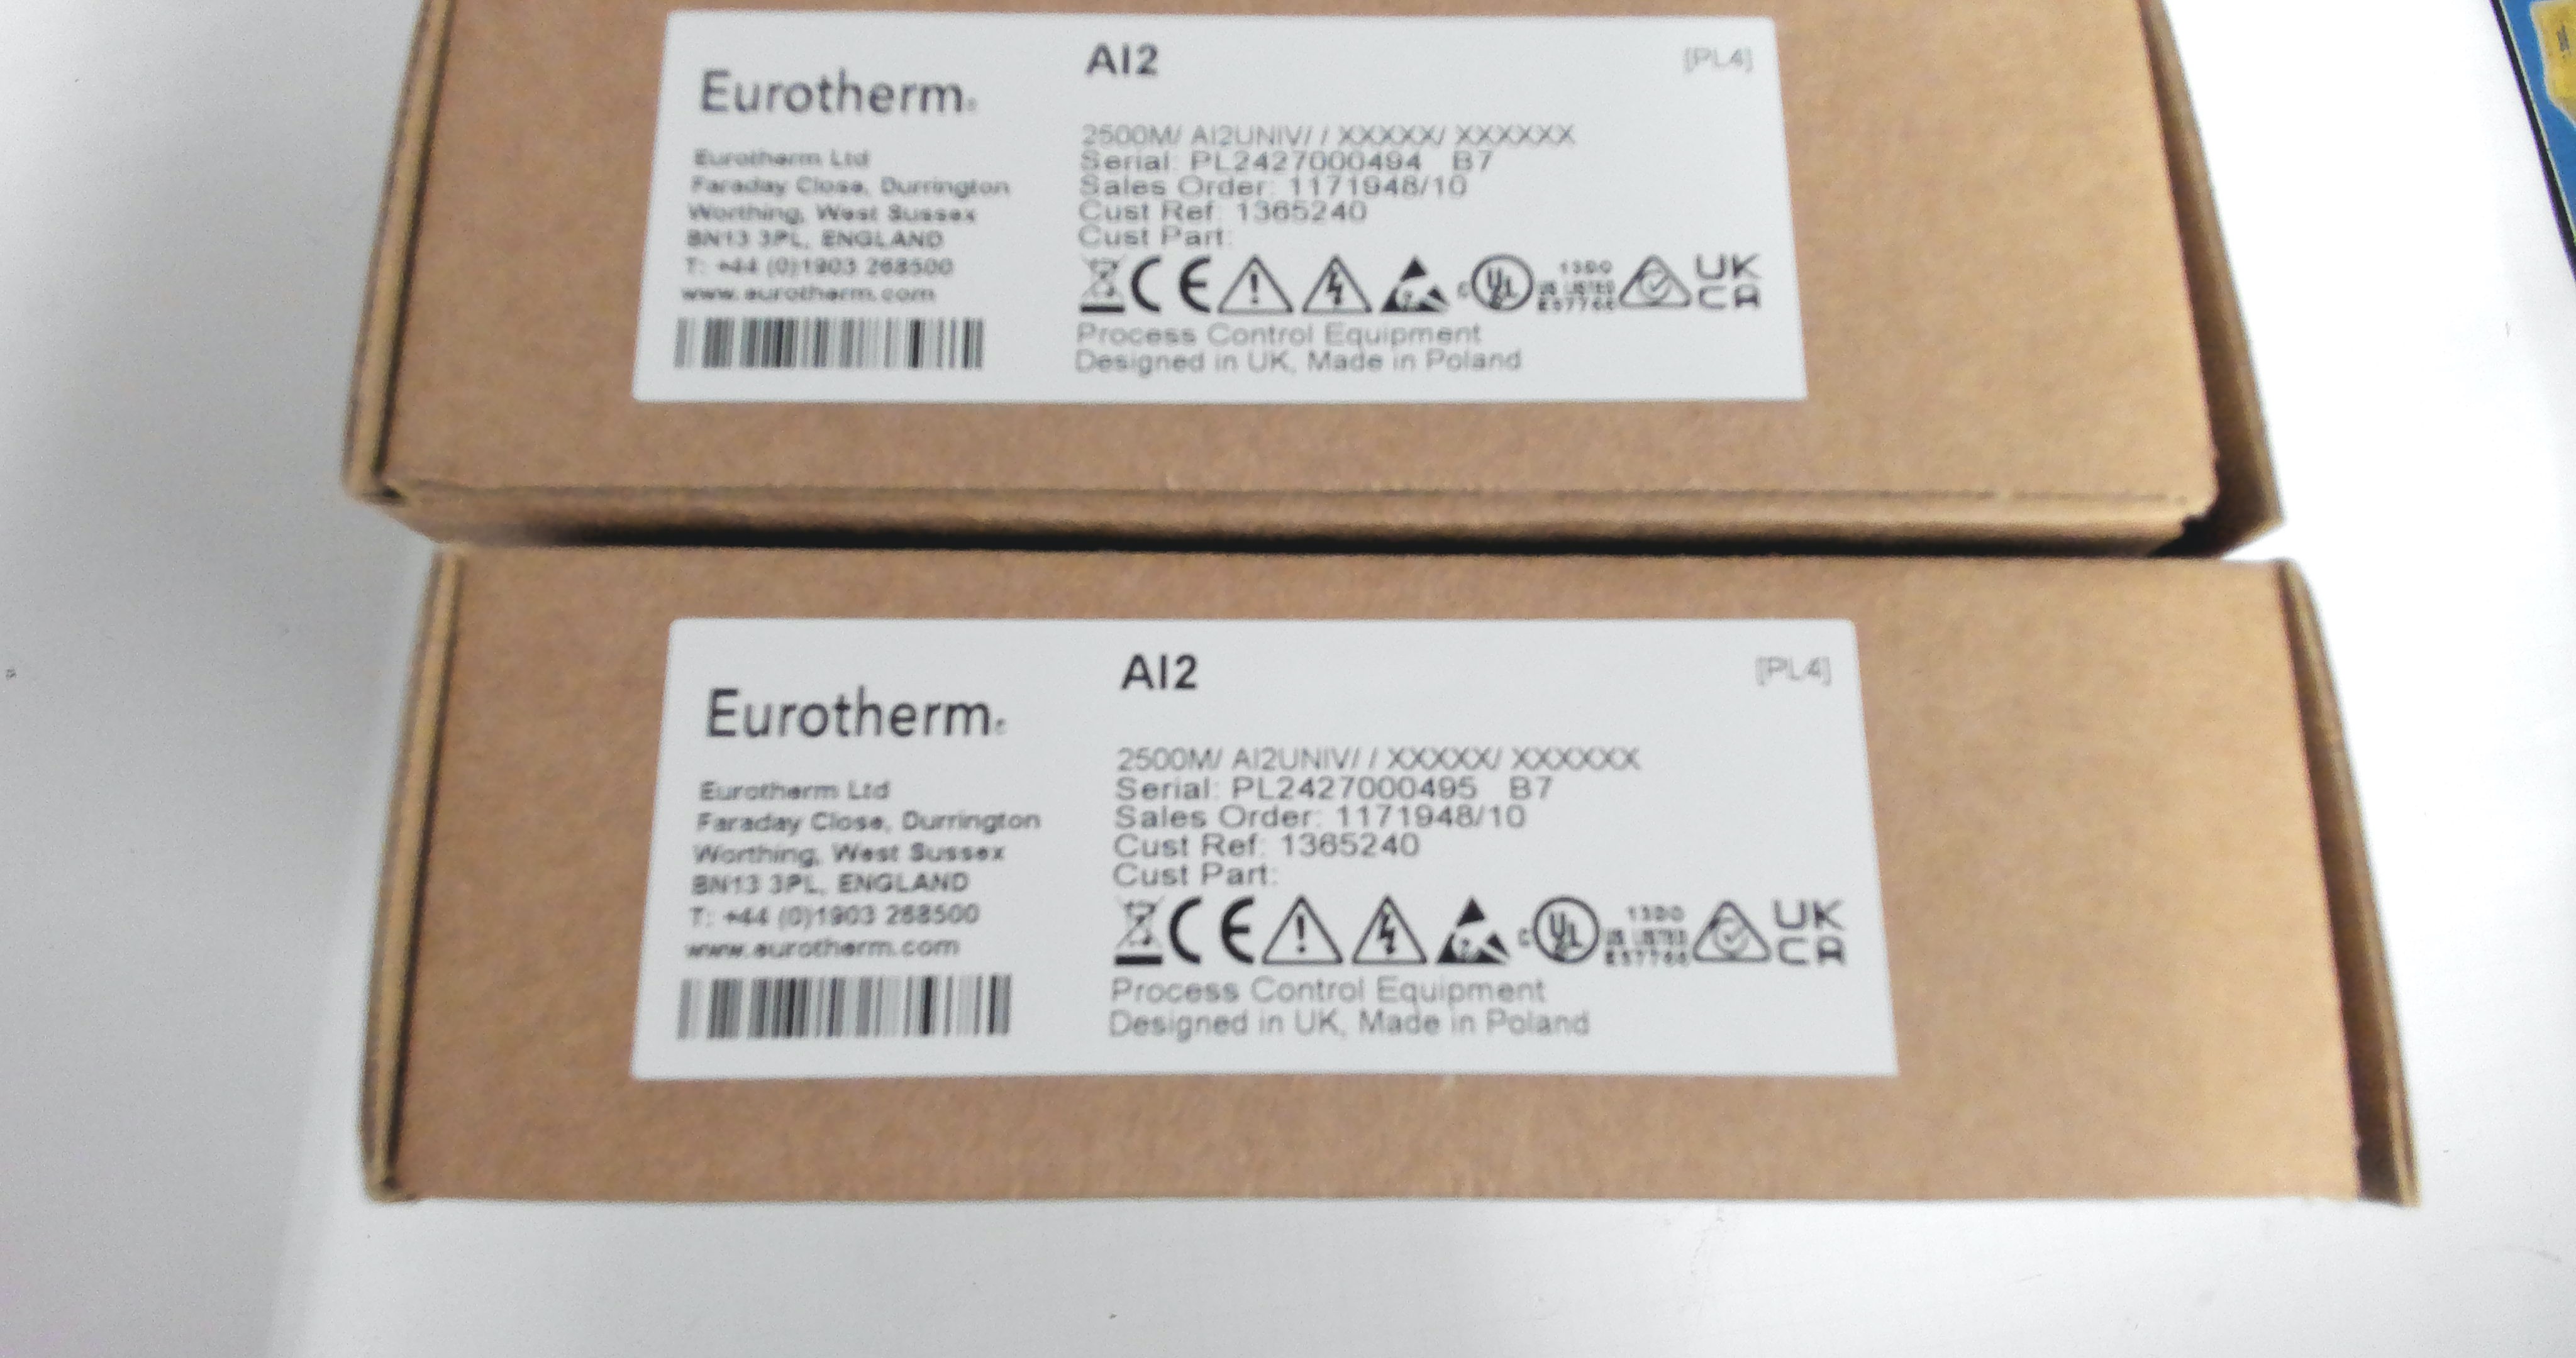 AI2
[PL4]
Eurotherm
2500M/ AI2UNIV/ / XXXXX/ XXXXXX
Serial: PL2427000494 B7
Sales Order: 1171948/10
Cust Ref: 1365240
Cust Part:
Eurotherm Ltd
Faraday Close, Durrington
Worthing, West Sussex
BN13 3PL, ENGLAND
T: +44 (0)1903 268500
www.eurotherm.com
CE
UL
UK
CA
Process Control Equipment
Designed in UK, Made in Poland
AI2
[PL4]
Eurotherm
2500M/ AI2UNIV/ / XXXXX/ XXXXXX
Serial: PL2427000495 B7
Sales Order: 1171948/10
Cust Ref: 1365240
Cust Part:
Eurotherm Ltd
Faraday Close, Durrington
Worthing, West Sussex
BN13 3PL, ENGLAND
T: +44 (0)1903 268500
www.eurotherm.com
CE
UL
UK
CA
Process Control Equipment
Designed in UK, Made in Poland